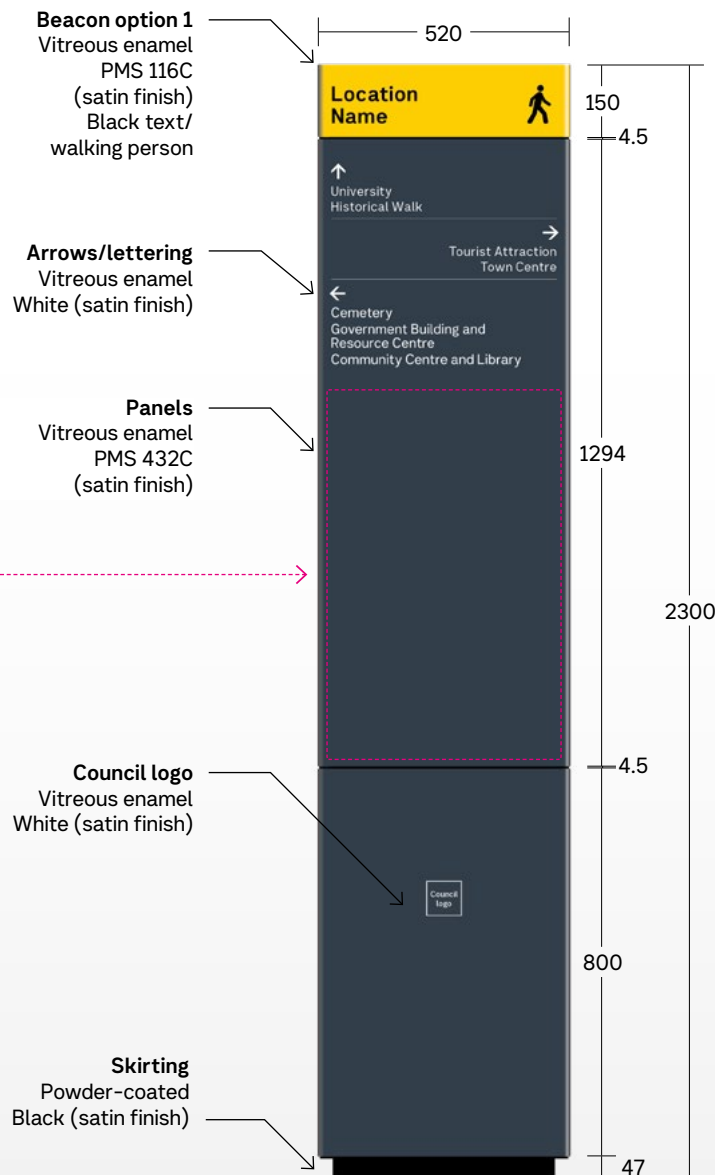 Beacon option 1
Vitreous enamel
PMS 116C
(satin finish)
Black text/
walking person
520
Location
Name
150
4.5
University
Historical Walk
Tourist Attraction
Town Centre
Arrows/lettering
Vitreous enamel
White (satin finish)
Cemetery
Government Building and
Resource Centre
Community Centre and Library
Panels
Vitreous enamel
PMS 432C
(satin finish)
1294
2300
4.5
Council logo
Vitreous enamel
White (satin finish)
Council
logo
800
Skirting
Powder-coated
Black (satin finish)
47